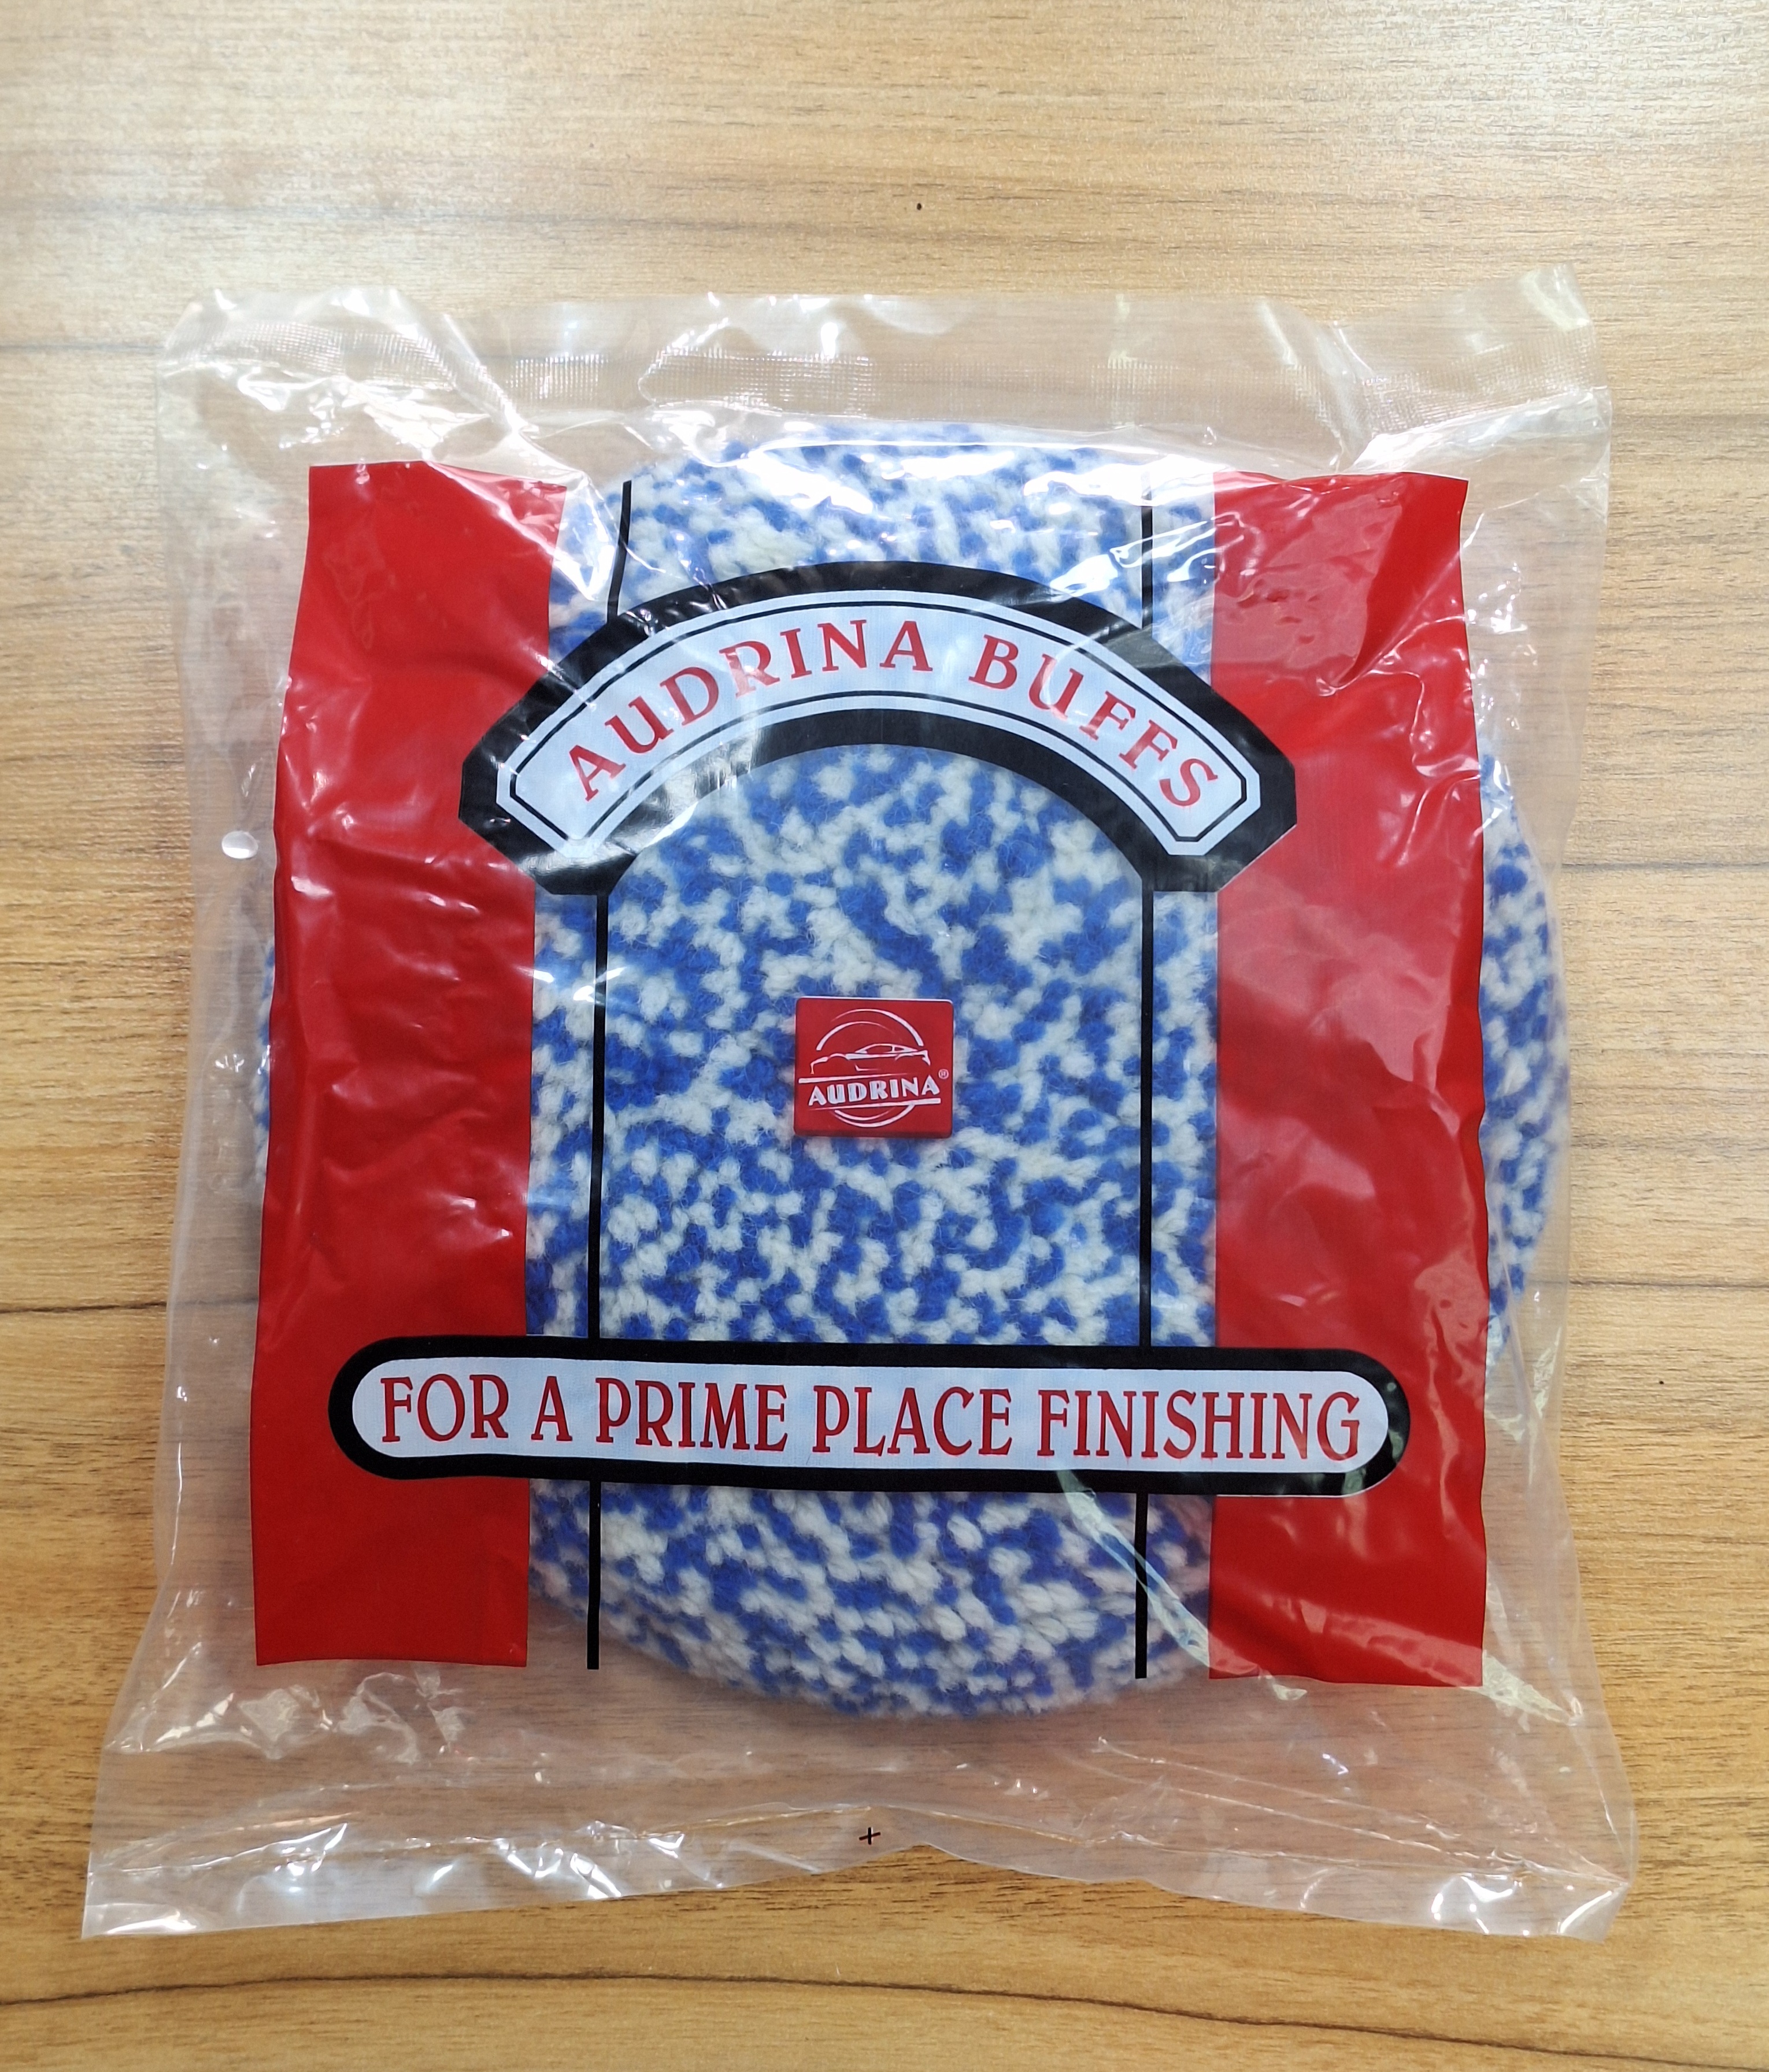 AUDRINA BUFFS
AUDRINA®
FOR A PRIME PLACE FINISHING